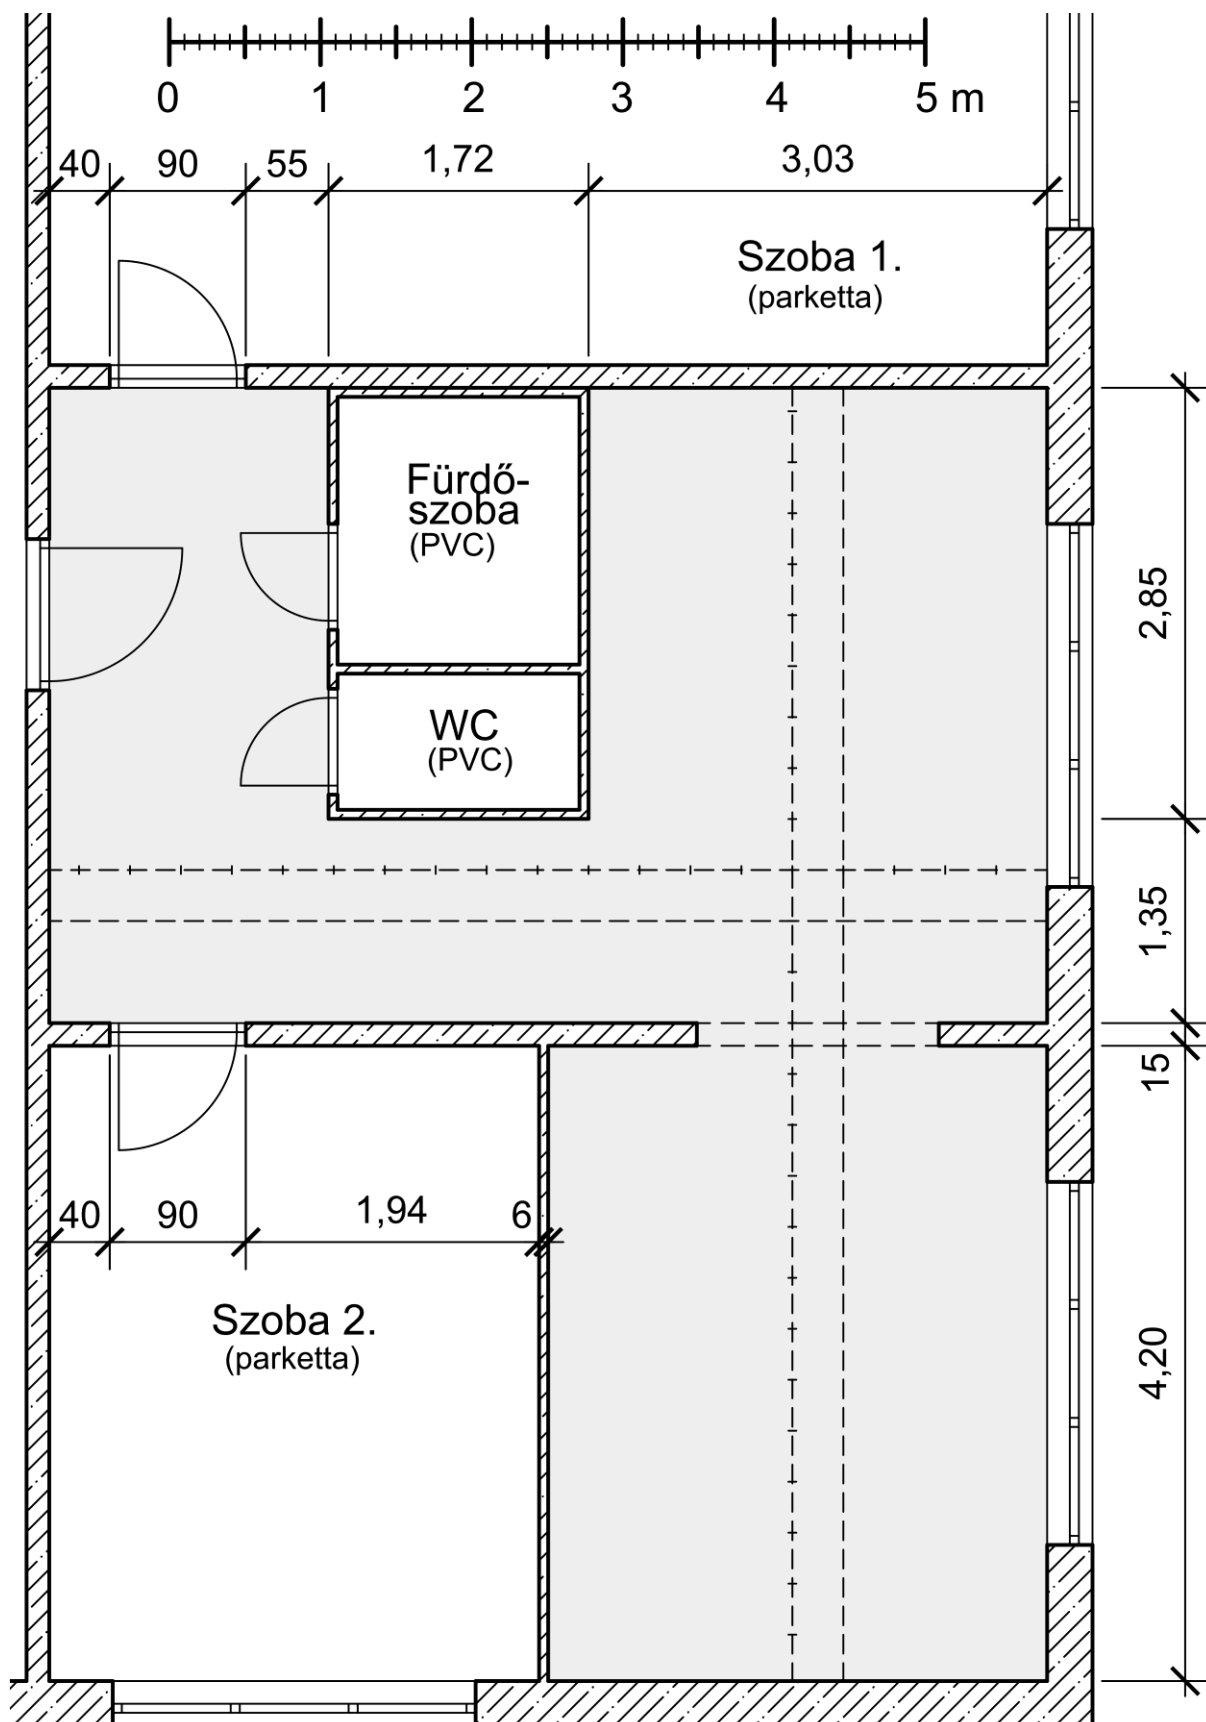 0 1 2 3 4 5 m
40 90 55 1,72 3,03
Szoba 1.
(parketta)
Fürdő-
szoba
(PVC)
2,85
WC
(PVC)
1,35
15
40 90 1,94 6
Szoba 2.
(parketta)
4,20